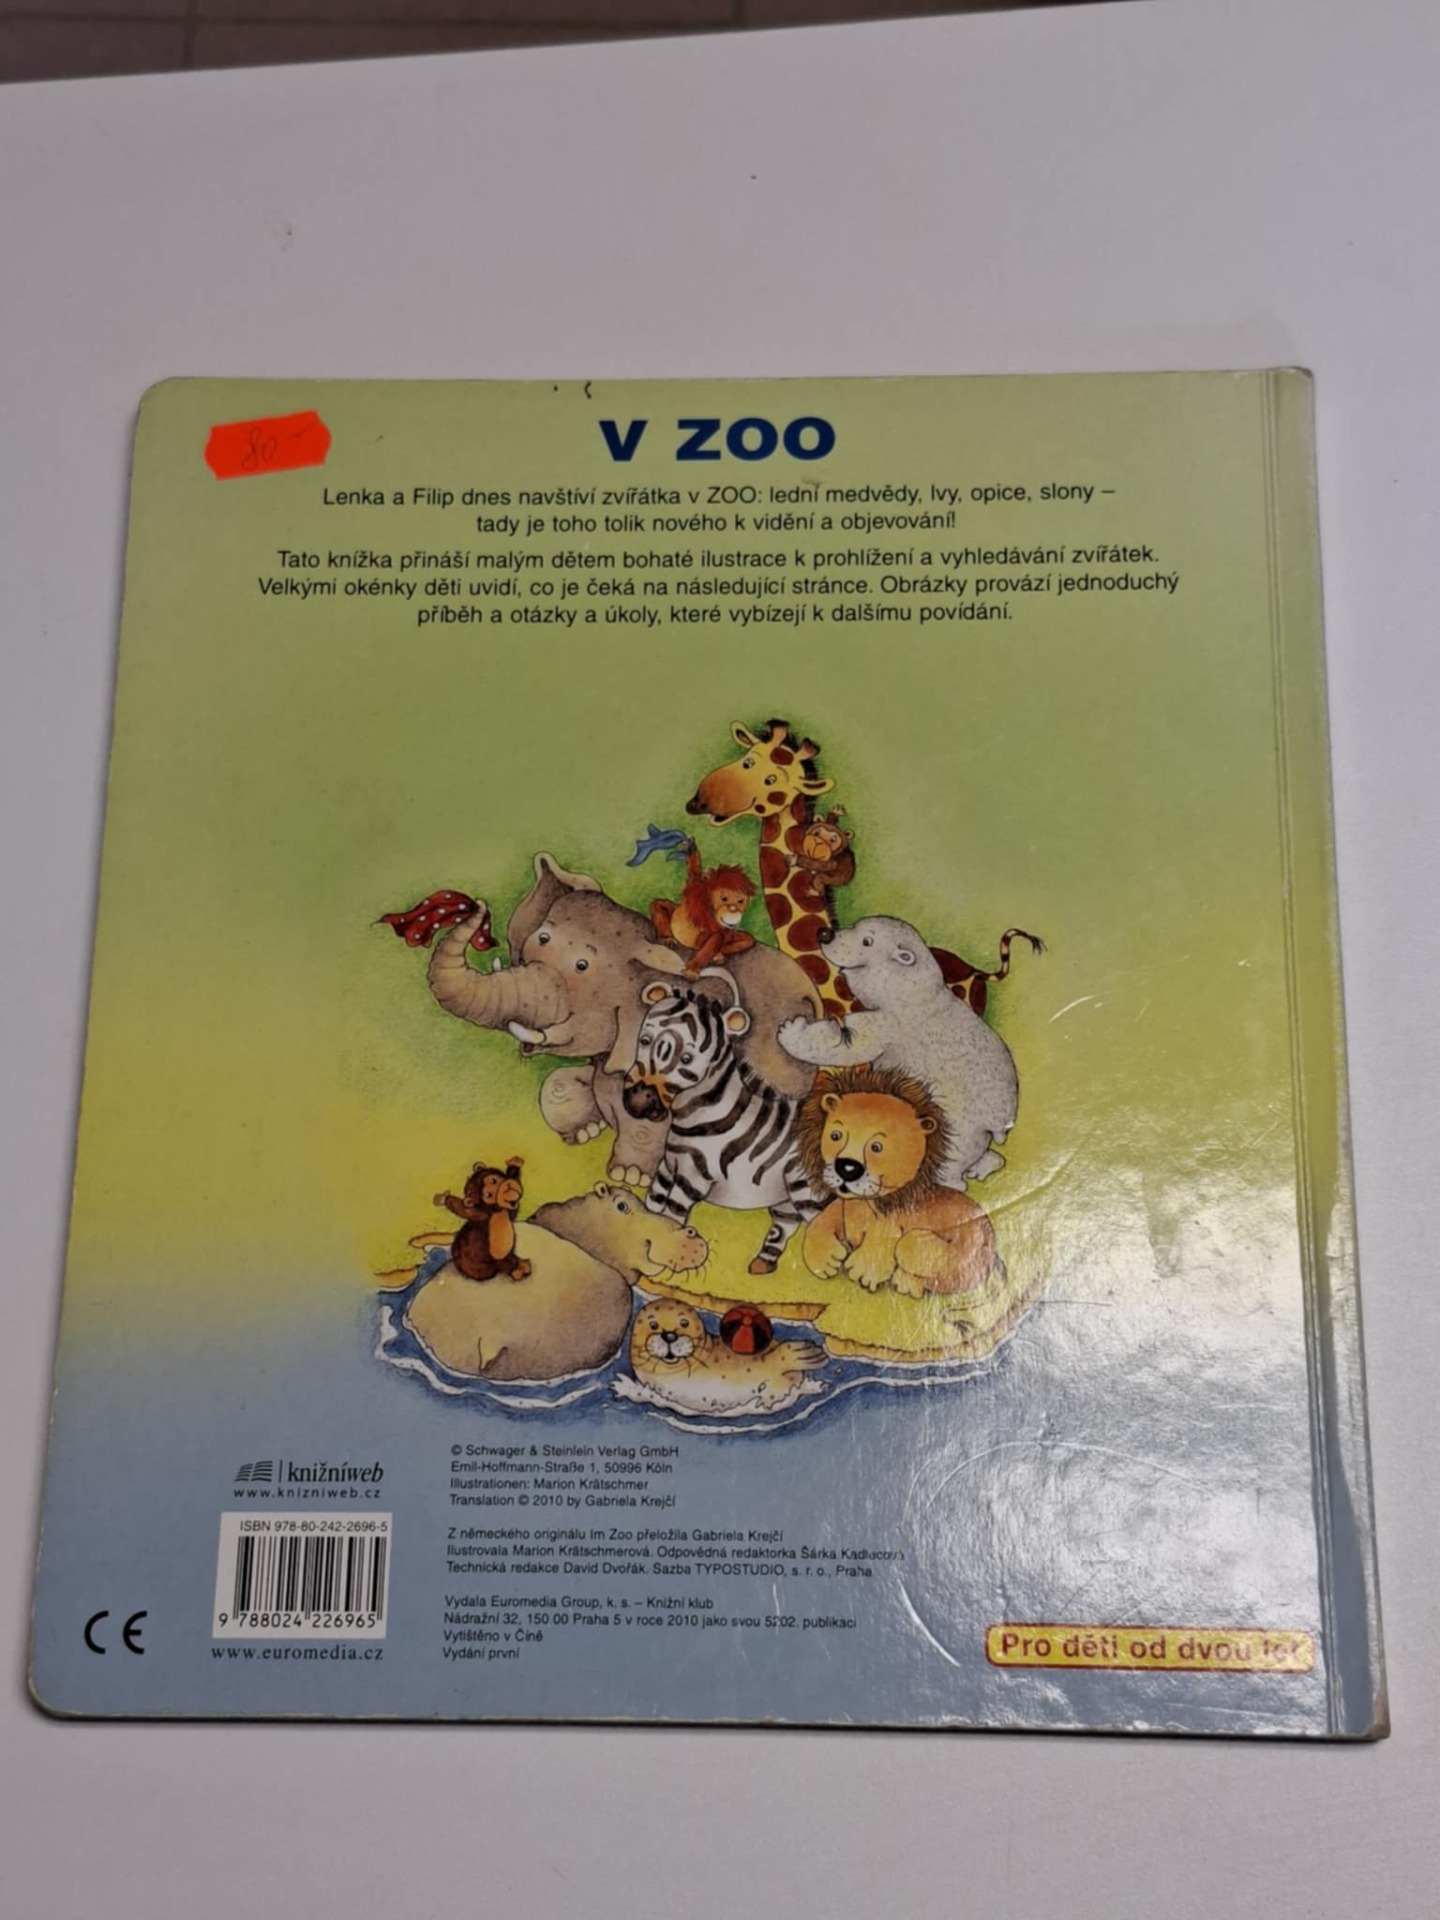 80-
V ZOO
Lenka a Filip dnes navštíví zvířátka v ZOO: lední medvědy, lvy, opice, slony –
tady je toho tolik nového k vidění a objevování!
Tato knížka přináší malým dětem bohaté ilustrace k prohlížení a vyhledávání zvířátek.
Velkými okénky děti uvidí, co je čeká na následující stránce. Obrázky provází jednoduchý
příběh a otázky a úkoly, které vybízejí k dalšímu povídání.
© Schwager & Steinlein Verlag GmbH
Emil-Hoffmann-Straße 1, 50996 Köln
Illustrationen: Marion Krätschmer
Translation © 2010 by Gabriela Krejčí
Z německého originálu Im Zoo přeložila Gabriela Krejčí
Ilustrovala Marion Krätschmerová. Odpovědná redaktorka Šárka Kadlecová
Technická redakce David Dvořák. Sazba TYPOSTUDIO, s. r. o., Praha
Vydala Euromedia Group, k. s. – Knižní klub
Nádražní 32, 150 00 Praha 5 v roce 2010 jako svou 5202. publikaci
Vytištěno v Číně
Vydání první
knižníweb
www.knizniweb.cz
ISBN 978-80-242-2696-5
9 788024 226965
CE
www.euromedia.cz
Pro děti od dvou let